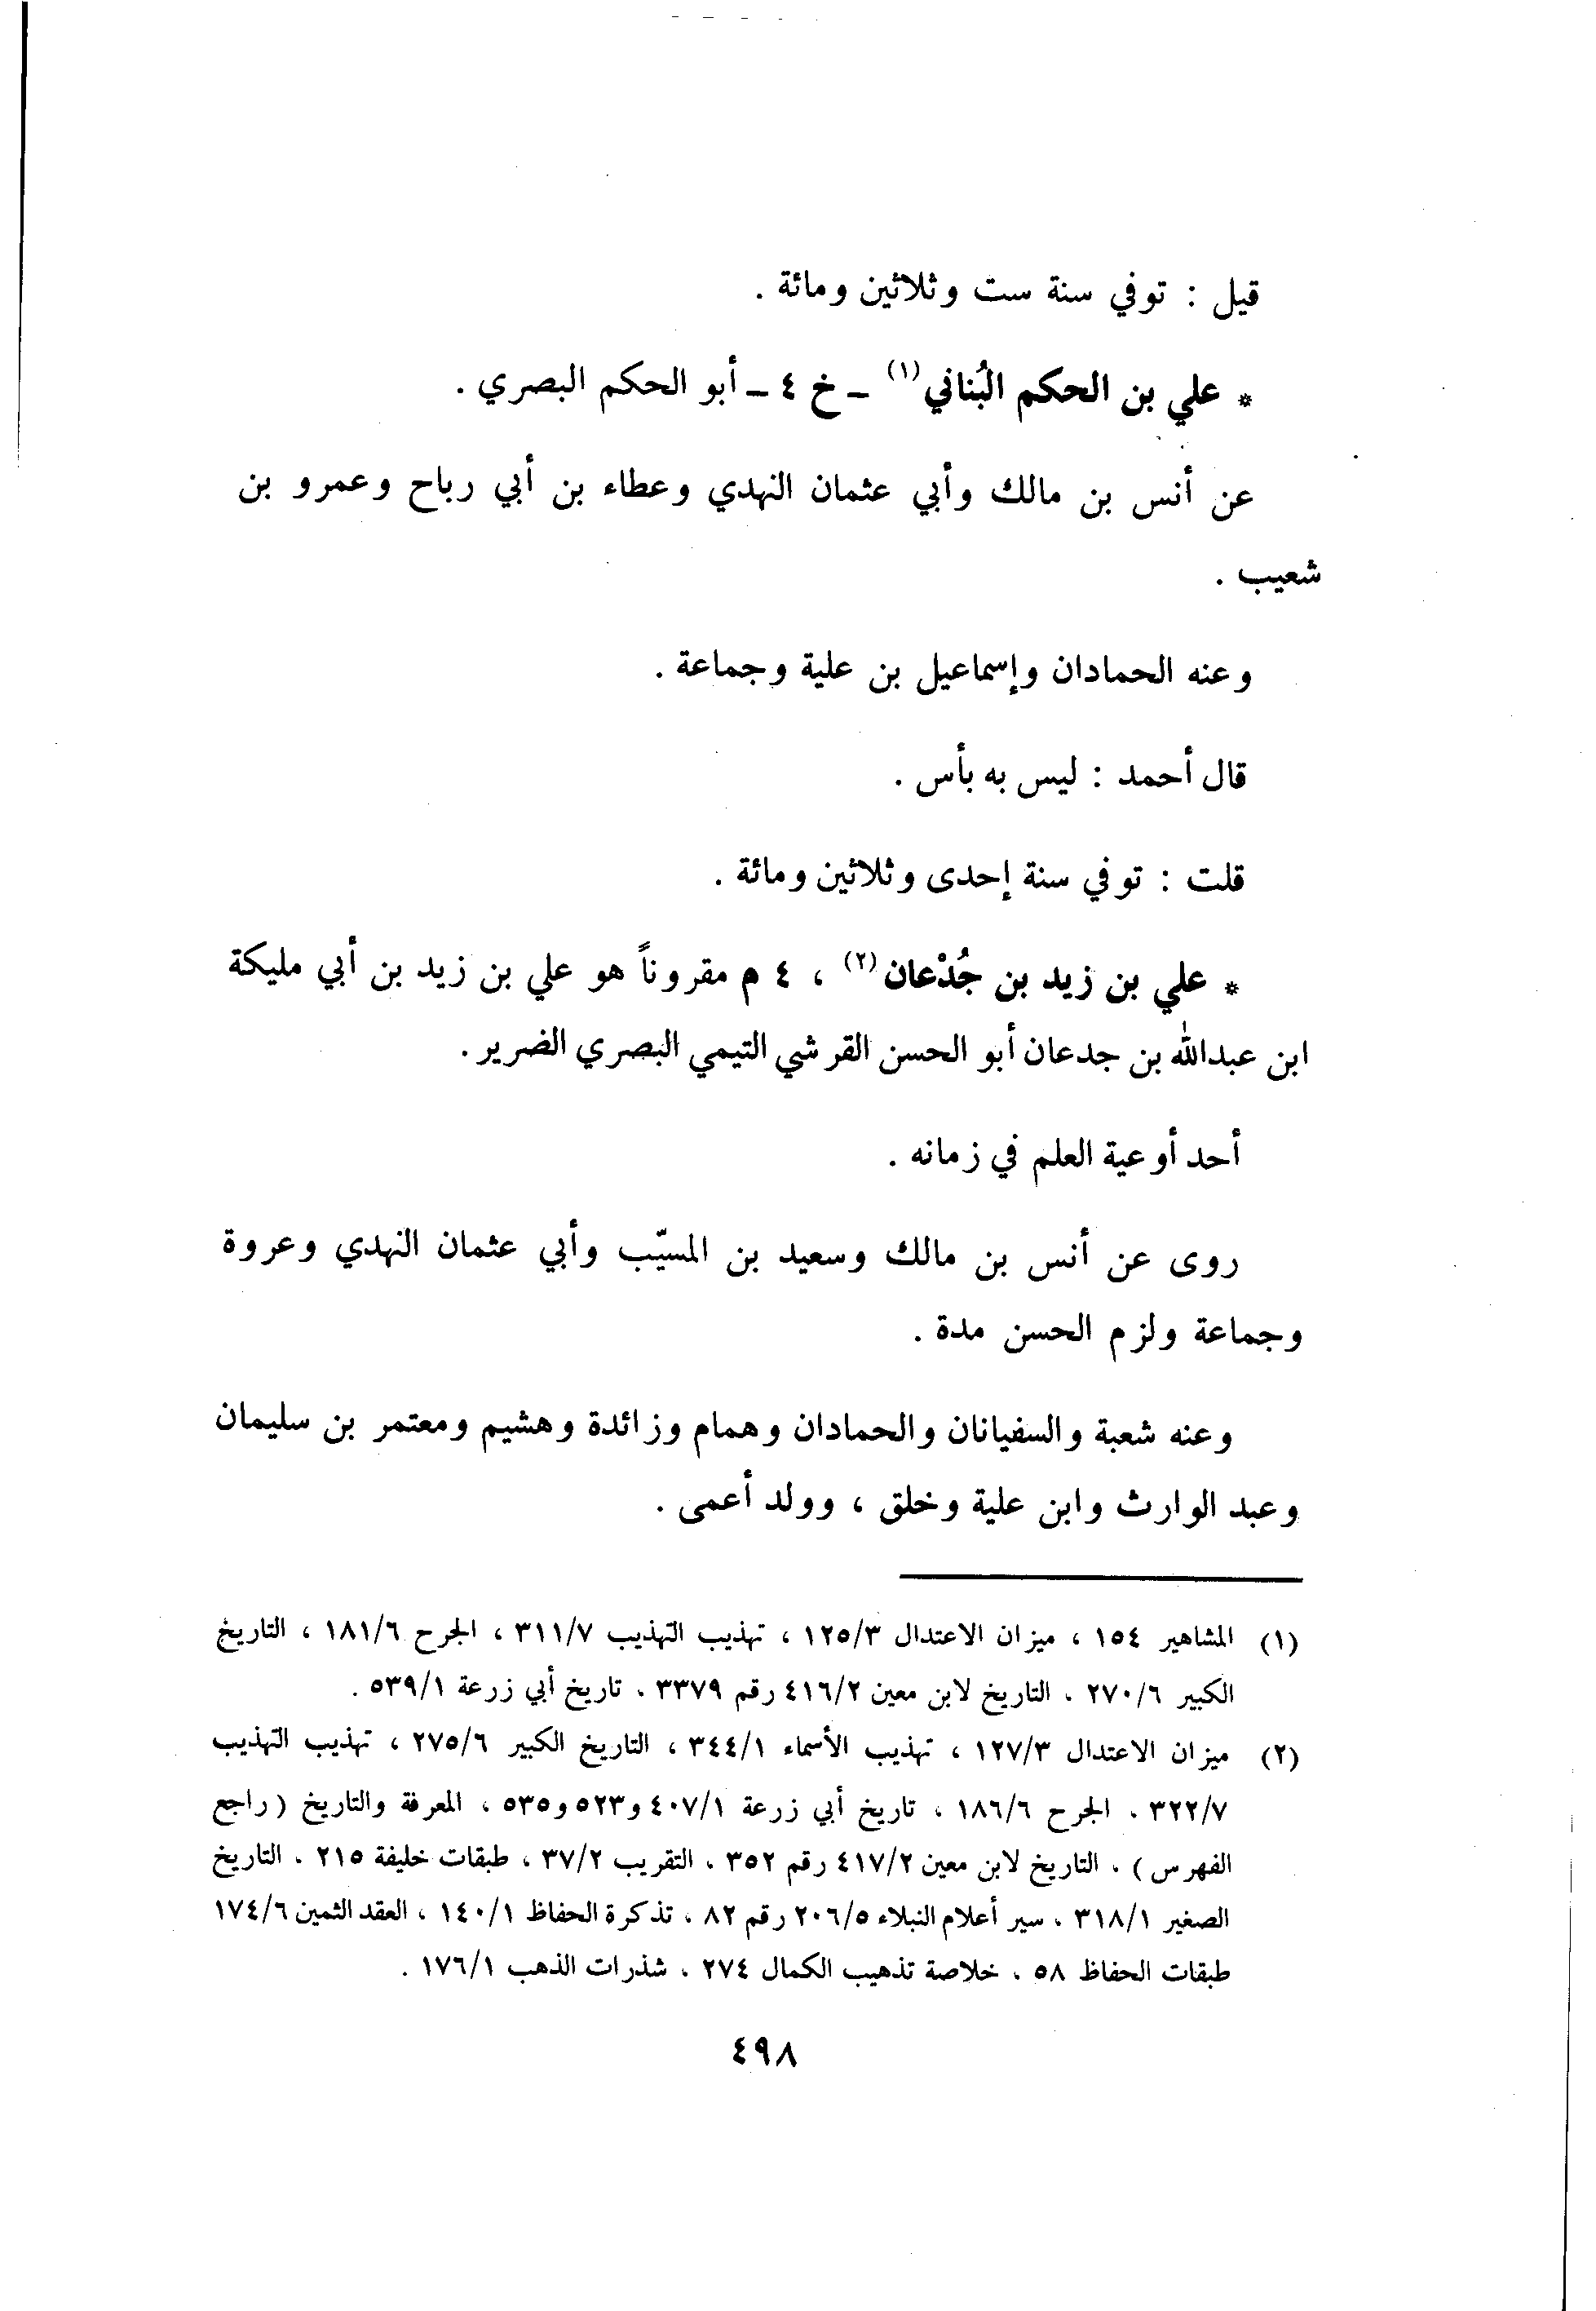 قيل : توفي سنة ست وثلاثين ومائة .
* علي بن الحكم البُناني (١) ـ خ ٤ ـ أبو الحكم البصري .
عن أنس بن مالك وأبي عثمان النهدي وعطاء بن أبي رباح وعمرو بن
شعيب .
وعنه الحمادان وإسماعيل بن علية وجماعة .
قال أحمد : ليس به بأس .
قلت : توفي سنة إحدى وثلاثين ومائة .
* علي بن زيد بن جُدْعان (٢) ، ٤ م مقروناً هو علي بن زيد بن أبي مليكة
ابن عبدالله بن جدعان أبو الحسن القرشي التيمي البصري الضرير .
أحد أوعية العلم في زمانه .
روى عن أنس بن مالك وسعيد بن المسيّب وأبي عثمان النهدي وعروة
وجماعة ولزم الحسن مدة .
وعنه شعبة والسفيانان والحمادان وهمام وزائدة وهشيم ومعتمر بن سليمان
وعبد الوارث وابن علية وخلق ، وولد أعمى .
(١) المشاهير ١٥٤ ، ميزان الاعتدال ١٢٥/٣ ، تهذيب التهذيب ٣١١/٧ ، الجرح ١٨١/٦ ، التاريخ
الكبير ٢٧٠/٦ ، التاريخ لابن معين ٤١٦/٢ رقم ٣٣٧٩ ، تاريخ أبي زرعة ٥٣٩/١ .
(٢) ميزان الاعتدال ١٢٧/٣ ، تهذيب الأسماء ٣٤٤/١ ، التاريخ الكبير ٢٧٥/٦ ، تهذيب التهذيب
٣٢٢/٧ ، الجرح ١٨٦/٦ ، تاريخ أبي زرعة ٤٠٧/١ و٥٢٣ و٥٣٥ ، المعرفة والتاريخ (راجع
الفهرس) ، التاريخ لابن معين ٤١٧/٢ رقم ٣٥٢ ، التقريب ٣٧/٢ ، طبقات خليفة ٢١٥ ، التاريخ
الصغير ٣١٨/١ ، سير أعلام النبلاء ٢٠٦/٥ رقم ٨٢ ، تذكرة الحفاظ ١٤٠/١ ، العقد الثمين ١٧٤/٦
طبقات الحفاظ ٥٨ ، خلاصة تذهيب الكمال ٢٧٤ ، شذرات الذهب ١٧٦/١ .
٤٩٨